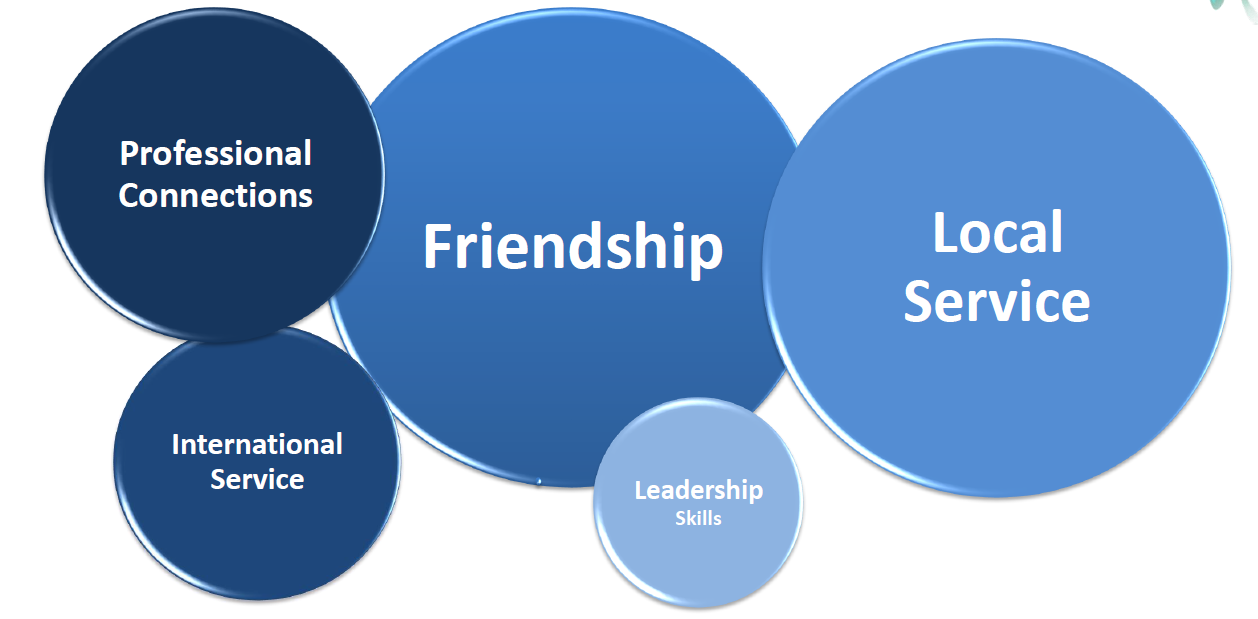 Professional
Connections
Friendship
Local
Service
International
Service
Leadership
Skills